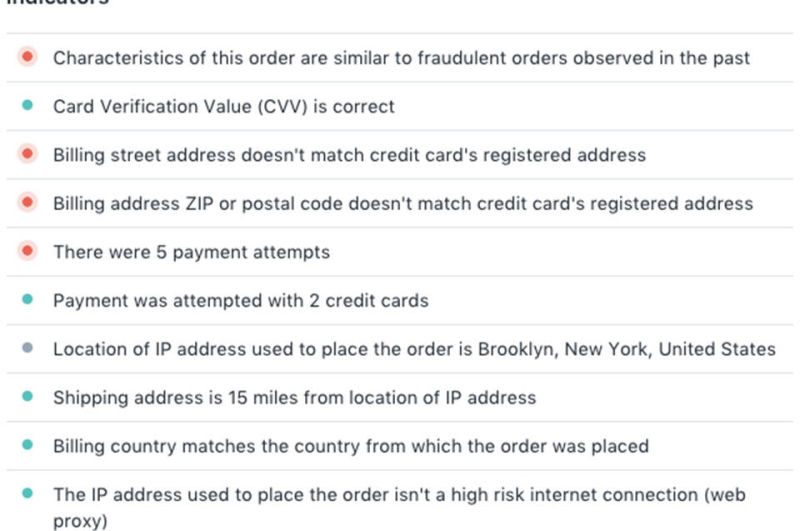 Indicators
Characteristics of this order are similar to fraudulent orders observed in the past
Card Verification Value (CVV) is correct
Billing street address doesn't match credit card's registered address
Billing address ZIP or postal code doesn't match credit card's registered address
There were 5 payment attempts
Payment was attempted with 2 credit cards
Location of IP address used to place the order is Brooklyn, New York, United States
Shipping address is 15 miles from location of IP address
Billing country matches the country from which the order was placed
The IP address used to place the order isn't a high risk internet connection (web
proxy)